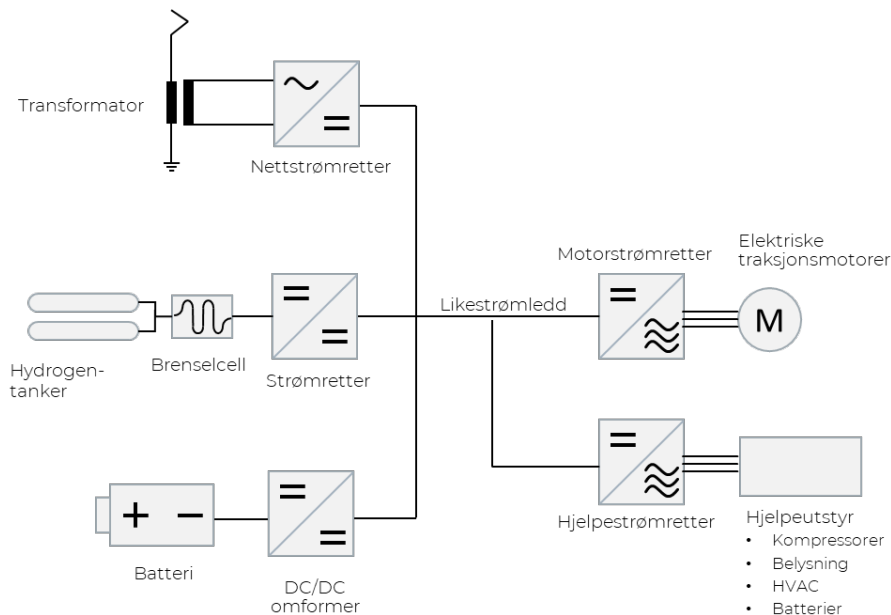 Transformator
Nettstrømretter
Motorstrømretter
Elektriske
traksjonsmotorer
Likestrømledd
M
Hydrogen-
tanker
Brenselcell
Strømretter
Hjelpestrømretter
Hjelpeutstyr
• Kompressorer
• Belysning
• HVAC
• Batterier
+ −
Batteri
DC/DC
omformer